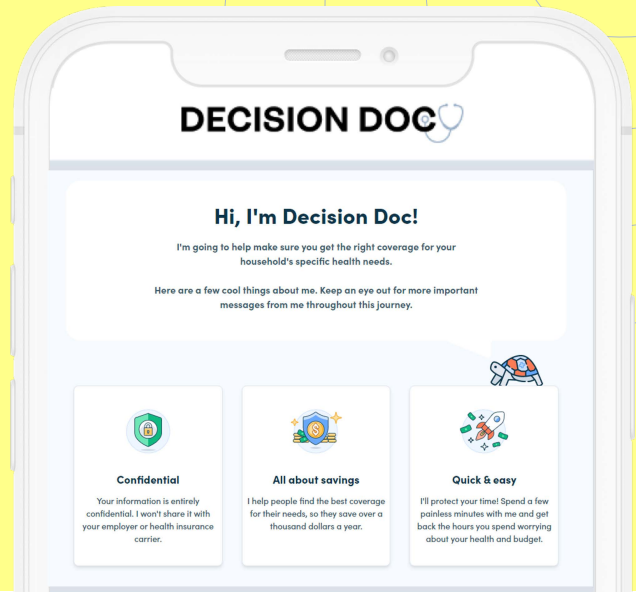 DECISION DOC
Hi, I'm Decision Doc!
I'm going to help make sure you get the right coverage for your
household's specific health needs.
Here are a few cool things about me. Keep an eye out for more important
messages from me throughout this journey.
Confidential
Your information is entirely
confidential. I won't share it with
your employer or health insurance
carrier.
All about savings
I help people find the best coverage
for their needs, so they save over a
thousand dollars a year.
Quick & easy
I'll protect your time! Spend a few
painless minutes with me and get
back the hours you spend worrying
about your health and budget.